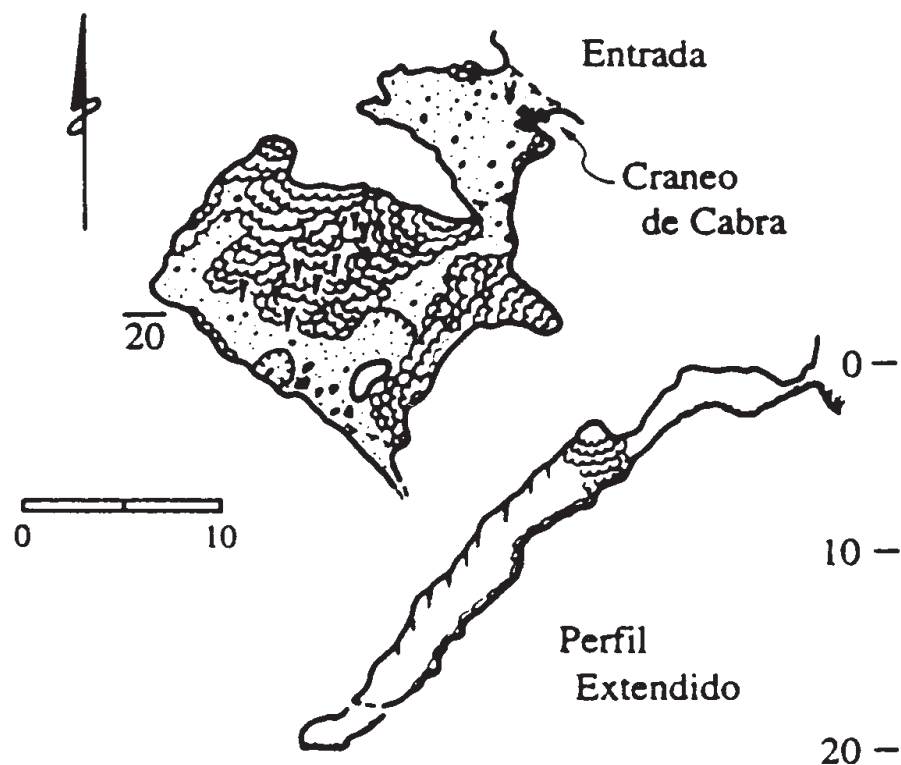 Entrada
Craneo
de Cabra
20
0 10
Perfil
Extendido
0 –
10 –
20 –